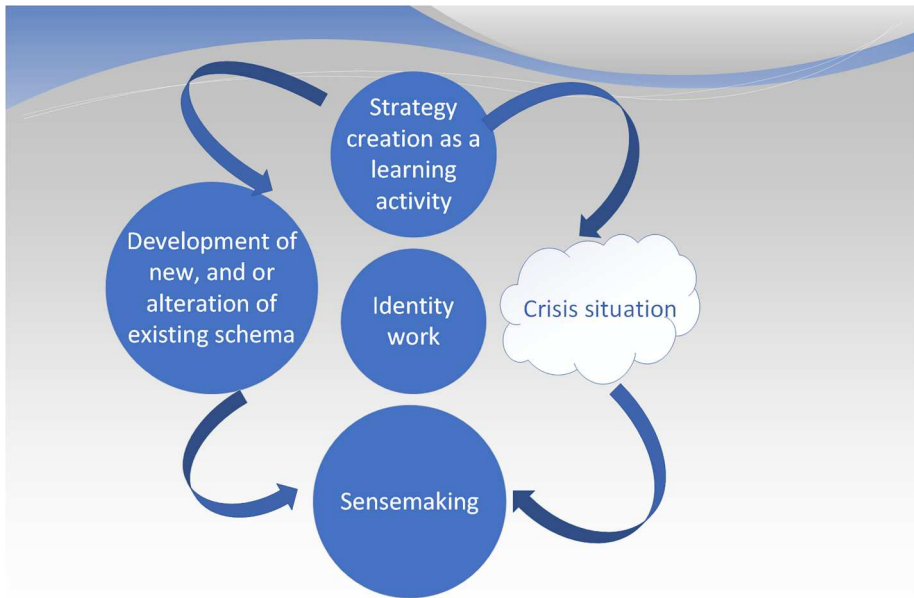 Strategy
creation as a
learning
activity
Development of
new, and or
alteration of
existing schema
Identity
work
Crisis situation
Sensemaking